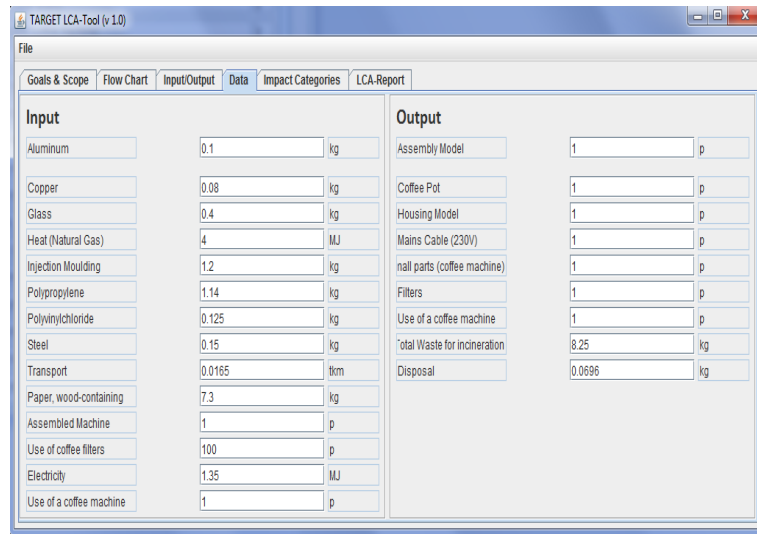 TARGET LCA-Tool (v 1.0)
File
Goals & Scope Flow Chart Input/Output Data Impact Categories LCA-Report
Input
Aluminum 0.1 kg
Copper 0.08 kg
Glass 0.4 kg
Heat (Natural Gas) 4 MJ
Injection Moulding 1.2 kg
Polypropylene 1.14 kg
Polyvinylchloride 0.125 kg
Steel 0.15 kg
Transport 0.0165 tkm
Paper, wood-containing 7.3 kg
Assembled Machine 1 p
Use of coffee filters 100 p
Electricity 1.35 MJ
Use of a coffee machine 1 p
Output
Assembly Model 1 p
Coffee Pot 1 p
Housing Model 1 p
Mains Cable (230V) 1 p
nall parts (coffee machine) 1 p
Filters 1 p
Use of a coffee machine 1 p
Total Waste for incineration 8.25 kg
Disposal 0.0696 kg